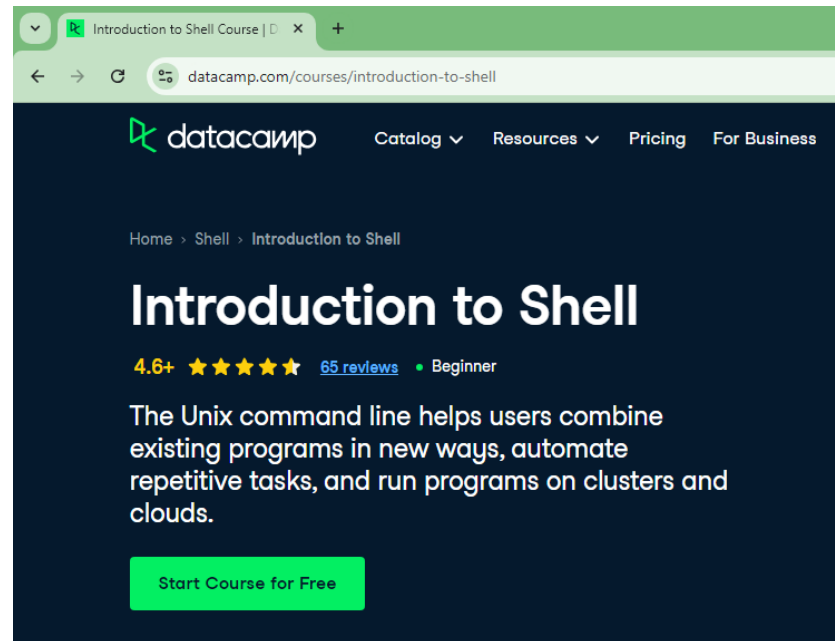 Introduction to Shell Course | D
datacamp.com/courses/introduction-to-shell
datacamp Catalog Resources Pricing For Business
Home › Shell › Introduction to Shell
Introduction to Shell
4.6+ 65 reviews • Beginner
The Unix command line helps users combine
existing programs in new ways, automate
repetitive tasks, and run programs on clusters and
clouds.
Start Course for Free